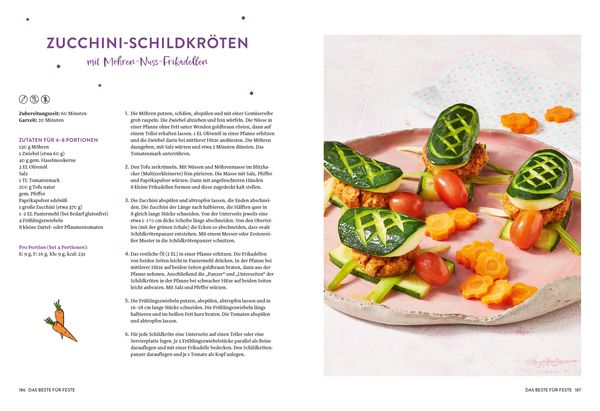 ZUCCHINI-SCHILDKRÖTEN
mit Möhren-Nuss-Frikadellen
Zubereitungszeit: 60 Minuten
Garzeit: 20 Minuten
ZUTATEN FÜR 4–8 PORTIONEN
120 g Möhren
1 Zwiebel (etwa 60 g)
40 g gem. Haselnusskerne
3 EL Olivenöl
Salz
1 TL Tomatenmark
200 g Tofu natur
gem. Pfeffer
Paprikapulver edelsüß
1 große Zucchini (etwa 270 g)
1–2 EL Paniermehl (bei Bedarf glutenfrei)
4 Frühlingszwiebeln
8 kleine Dattel- oder Pflaumentomaten
Pro Portion (bei 4 Portionen):
E: 9 g, F: 16 g, Kh: 9 g, kcal: 231
1. Die Möhren putzen, schälen, abspülen und mit einer Gemüsereibe
grob raspeln. Die Zwiebel abziehen und fein würfeln. Die Nüsse in
einer Pfanne ohne Fett unter Wenden goldbraun rösten, dann auf
einem Teller erkalten lassen. 1 EL Olivenöl in einer Pfanne erhitzen
und die Zwiebel darin bei mittlerer Hitze andünsten. Die Möhren
dazugeben, mit Salz würzen und etwa 7 Minuten dünsten. Das
Tomatenmark unterrühren.
2. Den Tofu zerkrümeln. Mit Nüssen und Möhrenmasse im Blitzha-
cker (Multizerkleinerer) fein pürieren. Die Masse mit Salz, Pfeffer
und Paprikapulver würzen. Dann mit angefeuchteten Händen
8 kleine Frikadellen formen und diese zugedeckt kalt stellen.
3. Die Zucchini abspülen und abtropfen lassen, die Enden abschnei-
den. Die Zucchini der Länge nach halbieren, die Hälften quer in
8 gleich lange Stücke schneiden. Von der Unterseite jeweils eine
etwa 1–1½ cm dicke Scheibe längs abschneiden. Von den Obertei-
len (mit der grünen Schale) die Ecken so abschneiden, dass ovale
Schildkrötenpanzer entstehen. Mit einem Messer oder Zestenrei-
ßer Muster in die Schildkrötenpanzer schnitzen.
4. Das restliche Öl (2 EL) in einer Pfanne erhitzen. Die Frikadellen
von beiden Seiten leicht in Paniermehl drücken. In der Pfanne bei
mittlerer Hitze auf beiden Seiten goldbraun braten, dann aus der
Pfanne nehmen. Anschließend die „Panzer“ und „Unterseiten“ der
Schildkröten in der Pfanne bei schwacher Hitze auf beiden Seiten
leicht anbraten. Mit Salz und Pfeffer würzen.
5. Die Frühlingszwiebeln putzen, abspülen, abtropfen lassen und in
16–18 cm lange Stücke schneiden. Die Frühlingszwiebeln längs
halbieren und im heißen Fett kurz braten. Die Tomaten abspülen
und abtropfen lassen.
6. Für jede Schildkröte eine Unterseite auf einen Teller oder eine
Servierplatte legen. Je 2 Frühlingszwiebelstücke parallel als Beine
darauflegen und mit einer Frikadelle bedecken. Den Schildkröten-
panzer darauflegen und je 1 Tomate als Kopf anlegen.
186 DAS BESTE FÜR FESTE
DAS BESTE FÜR FESTE 187